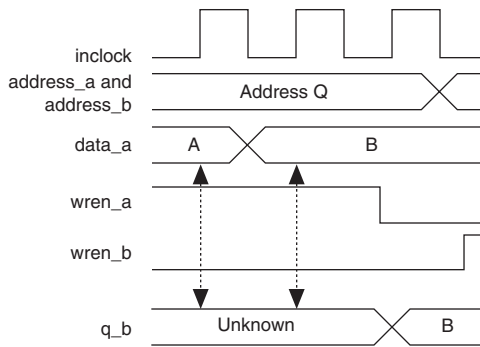 inclock
address_a and
address_b
Address Q
data_a
A
B
wren_a
wren_b
q_b
Unknown
B